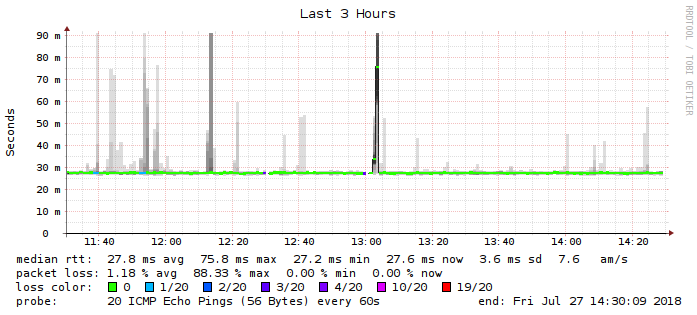 Last 3 Hours
RRDTOOL / TOBI OETIKER
Seconds
90 m
80 m
70 m
60 m
50 m
40 m
30 m
20 m
10 m
0
11:40 12:00 12:20 12:40 13:00 13:20 13:40 14:00 14:20
median rtt: 27.8 ms avg 75.8 ms max 27.2 ms min 27.6 ms now 3.6 ms sd 7.6 am/s
packet loss: 1.18 % avg 88.33 % max 0.00 % min 0.00 % now
loss color: 0 1/20 2/20 3/20 4/20 10/20 19/20
probe: 20 ICMP Echo Pings (56 Bytes) every 60s end: Fri Jul 27 14:30:09 2018